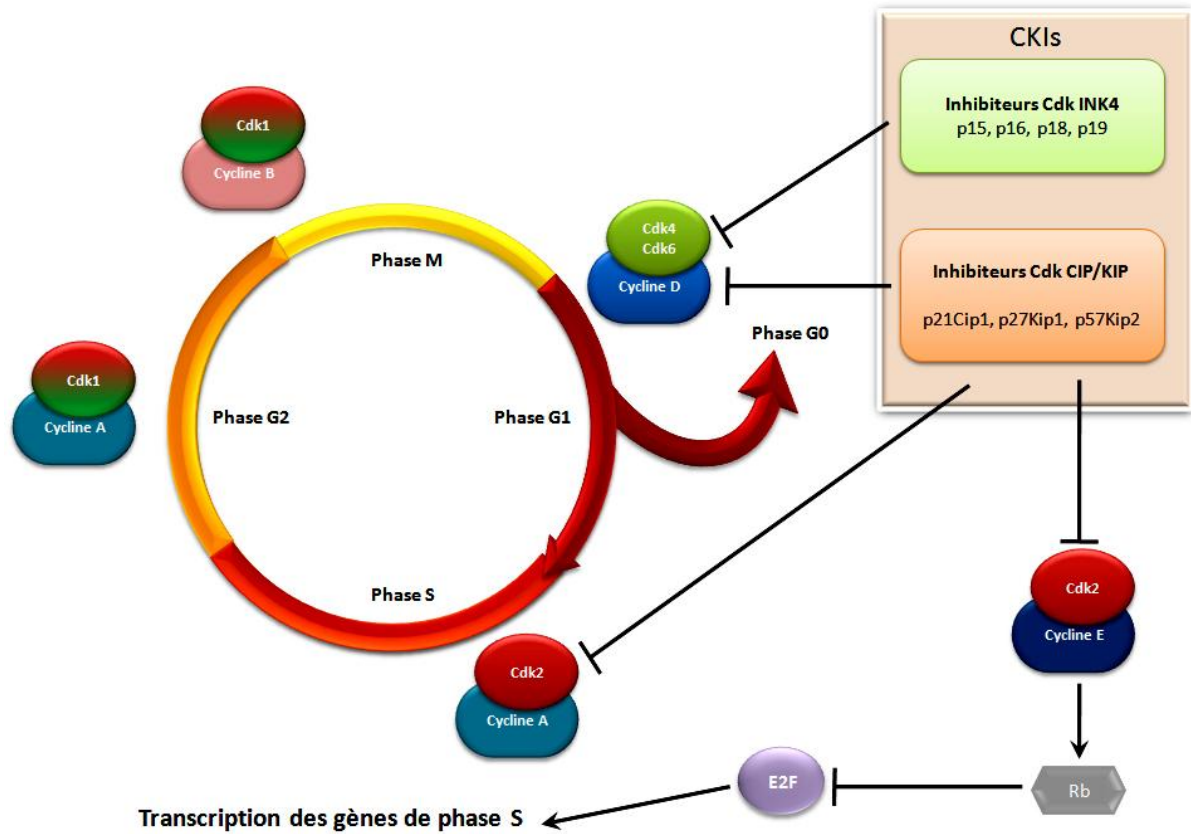 CKIs
Inhibiteurs Cdk INK4
p15, p16, p18, p19
Inhibiteurs Cdk CIP/KIP
p21Cip1, p27Kip1, p57Kip2
Cdk1
Cycline B
Cdk4
Cdk6
Cycline D
Phase M
Phase G0
Cdk1
Cycline A
Phase G2
Phase G1
Phase S
Cdk2
Cycline A
Cdk2
Cycline E
E2F
Rb
Transcription des gènes de phase S